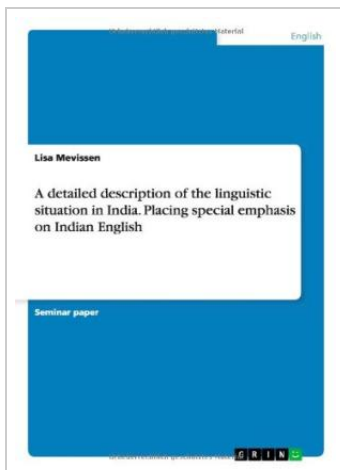 English
Lisa Mevissen
A detailed description of the linguistic
situation in India. Placing special emphasis
on Indian English
Seminar paper
GRIN